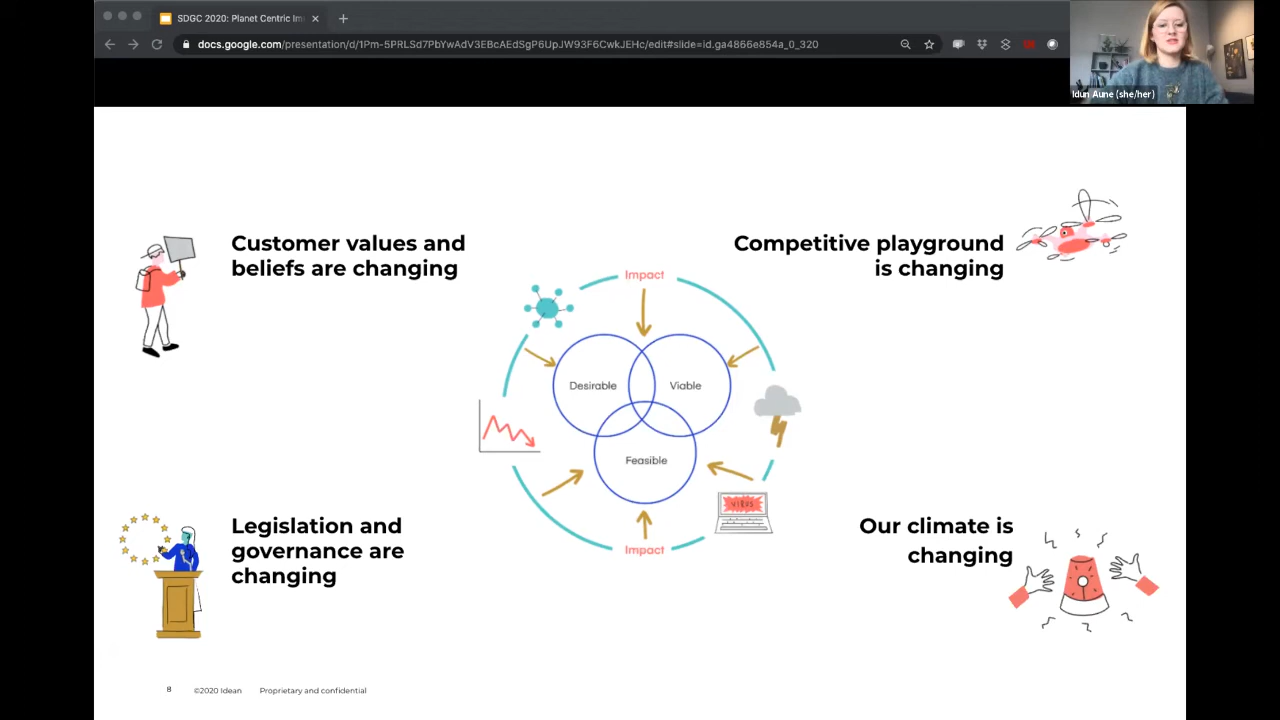 SDGC 2020: Planet Centric Im
docs.google.com/presentation/d/1Pm-5PRLSd7PbYwAdV3EBcAEdSgP6UpJW93F6CwkJEHc/edit#slide=id.ga4866e854a_0_320
Idun Aune (she/her)
Customer values and
beliefs are changing
Competitive playground
is changing
Impact
Desirable
Viable
Feasible
VIRUS
Impact
Legislation and
governance are
changing
Our climate is
changing
8 ©2020 Idean Proprietary and confidential